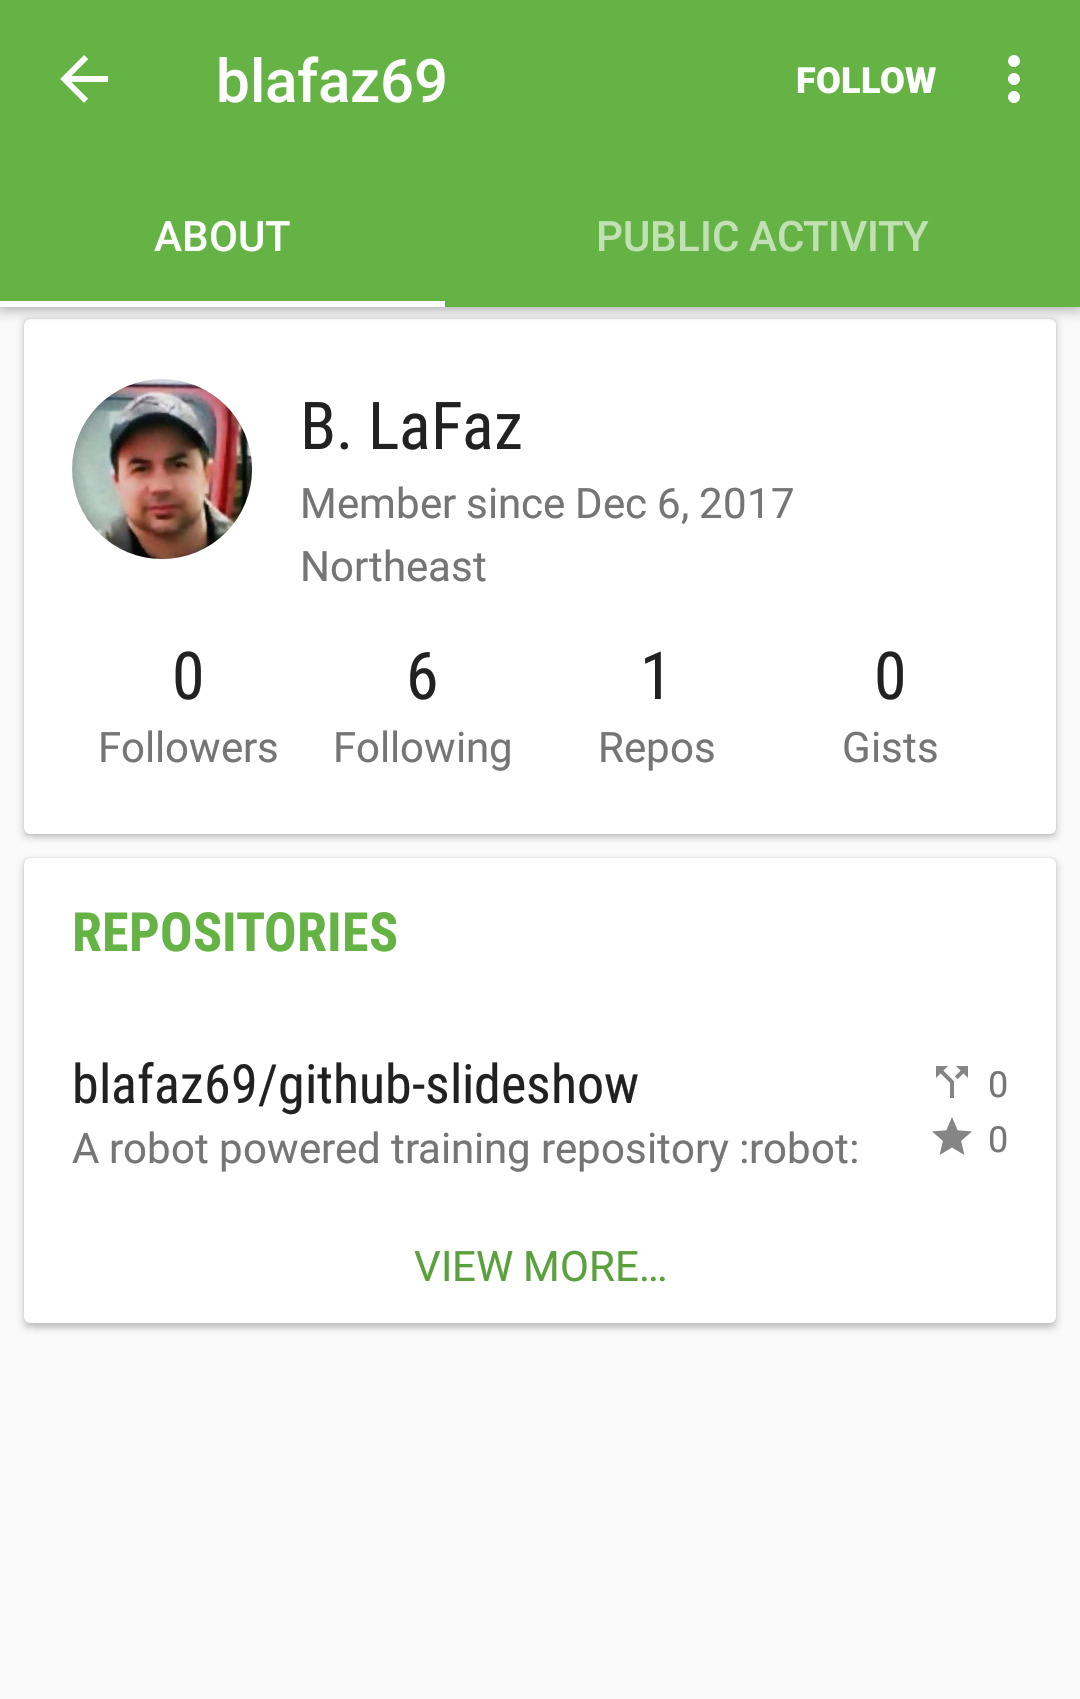 blafaz69 FOLLOW
ABOUT PUBLIC ACTIVITY
B. LaFaz
Member since Dec 6, 2017
Northeast
0 6 1 0
Followers Following Repos Gists
REPOSITORIES
blafaz69/github-slideshow 0
A robot powered training repository :robot: 0
VIEW MORE...